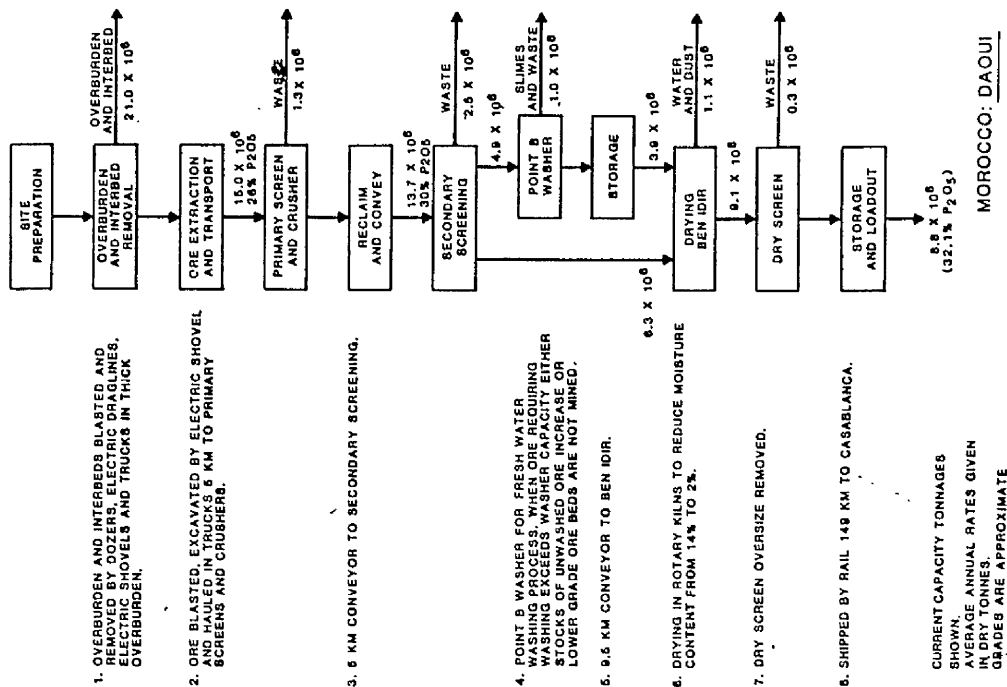 SITE
PREPARATION
OVERBURDEN
AND INTERBED
REMOVAL
OVERBURDEN
AND INTERBED
21.0 X 10⁶
ORE EXTRACTION
AND TRANSPORT
15.0 X 10⁶
26% P2O5
PRIMARY SCREEN
AND CRUSHER
WASTE
1.3 X 10⁶
RECLAIM
AND CONVEY
13.7 X 10⁶
30% P2O5
SECONDARY
SCREENING
WASTE
2.5 X 10⁶
4.9 X 10⁶
POINT B
WASHER
SLIMES
AND WASTE
1.0 X 10⁶
STORAGE
3.9 X 10⁶
6.3 X 10⁶
DRYING
BEN IDIR
WATER
AND DUST
1.1 X 10⁶
9.1 X 10⁶
DRY SCREEN
WASTE
0.3 X 10⁶
STORAGE
AND LOADOUT
8.8 X 10⁶
(32.1% P₂O₅)
1. OVERBURDEN AND INTERBEDS BLASTED AND
REMOVED BY DOZERS, ELECTRIC DRAGLINES,
ELECTRIC SHOVELS AND TRUCKS IN THICK
OVERBURDEN.
2. ORE BLASTED, EXCAVATED BY ELECTRIC SHOVEL
AND HAULED IN TRUCKS 5 KM TO PRIMARY
SCREENS AND CRUSHERS.
3. 5 KM CONVEYOR TO SECONDARY SCREENING.
4. POINT B WASHER FOR FRESH WATER
WASHING PROCESS. WHEN ORE REQUIRING
WASHING EXCEEDS WASHER CAPACITY EITHER
STOCKS OF UNWASHED ORE INCREASE OR
LOWER GRADE ORE BEDS ARE NOT MINED.
5. 9.5 KM CONVEYOR TO BEN IDIR.
6. DRYING IN ROTARY KILNS TO REDUCE MOISTURE
CONTENT FROM 14% TO 2%.
7. DRY SCREEN OVERSIZE REMOVED.
8. SHIPPED BY RAIL 149 KM TO CASABLANCA.
CURRENT CAPACITY TONNAGES
SHOWN.
AVERAGE ANNUAL RATES GIVEN
IN DRY TONNES.
GRADES ARE APPROXIMATE
MOROCCO: DAOUI